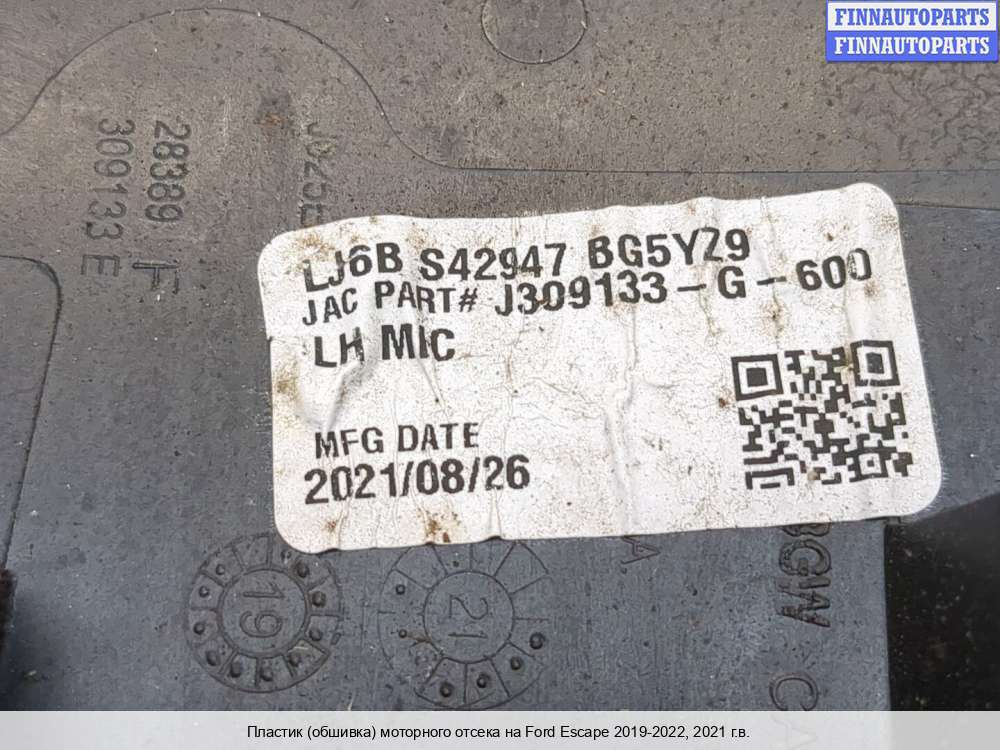 FINNAUTOPARTS
FINNAUTOPARTS
28389 F
309133 E
LJ6B S42947 BG5YZ9
JAC PART# J309133-G-600
LH MIC
MFG DATE
2021/08/26
19
21
Пластик (обшивка) моторного отсека на Ford Escape 2019-2022, 2021 г.в.